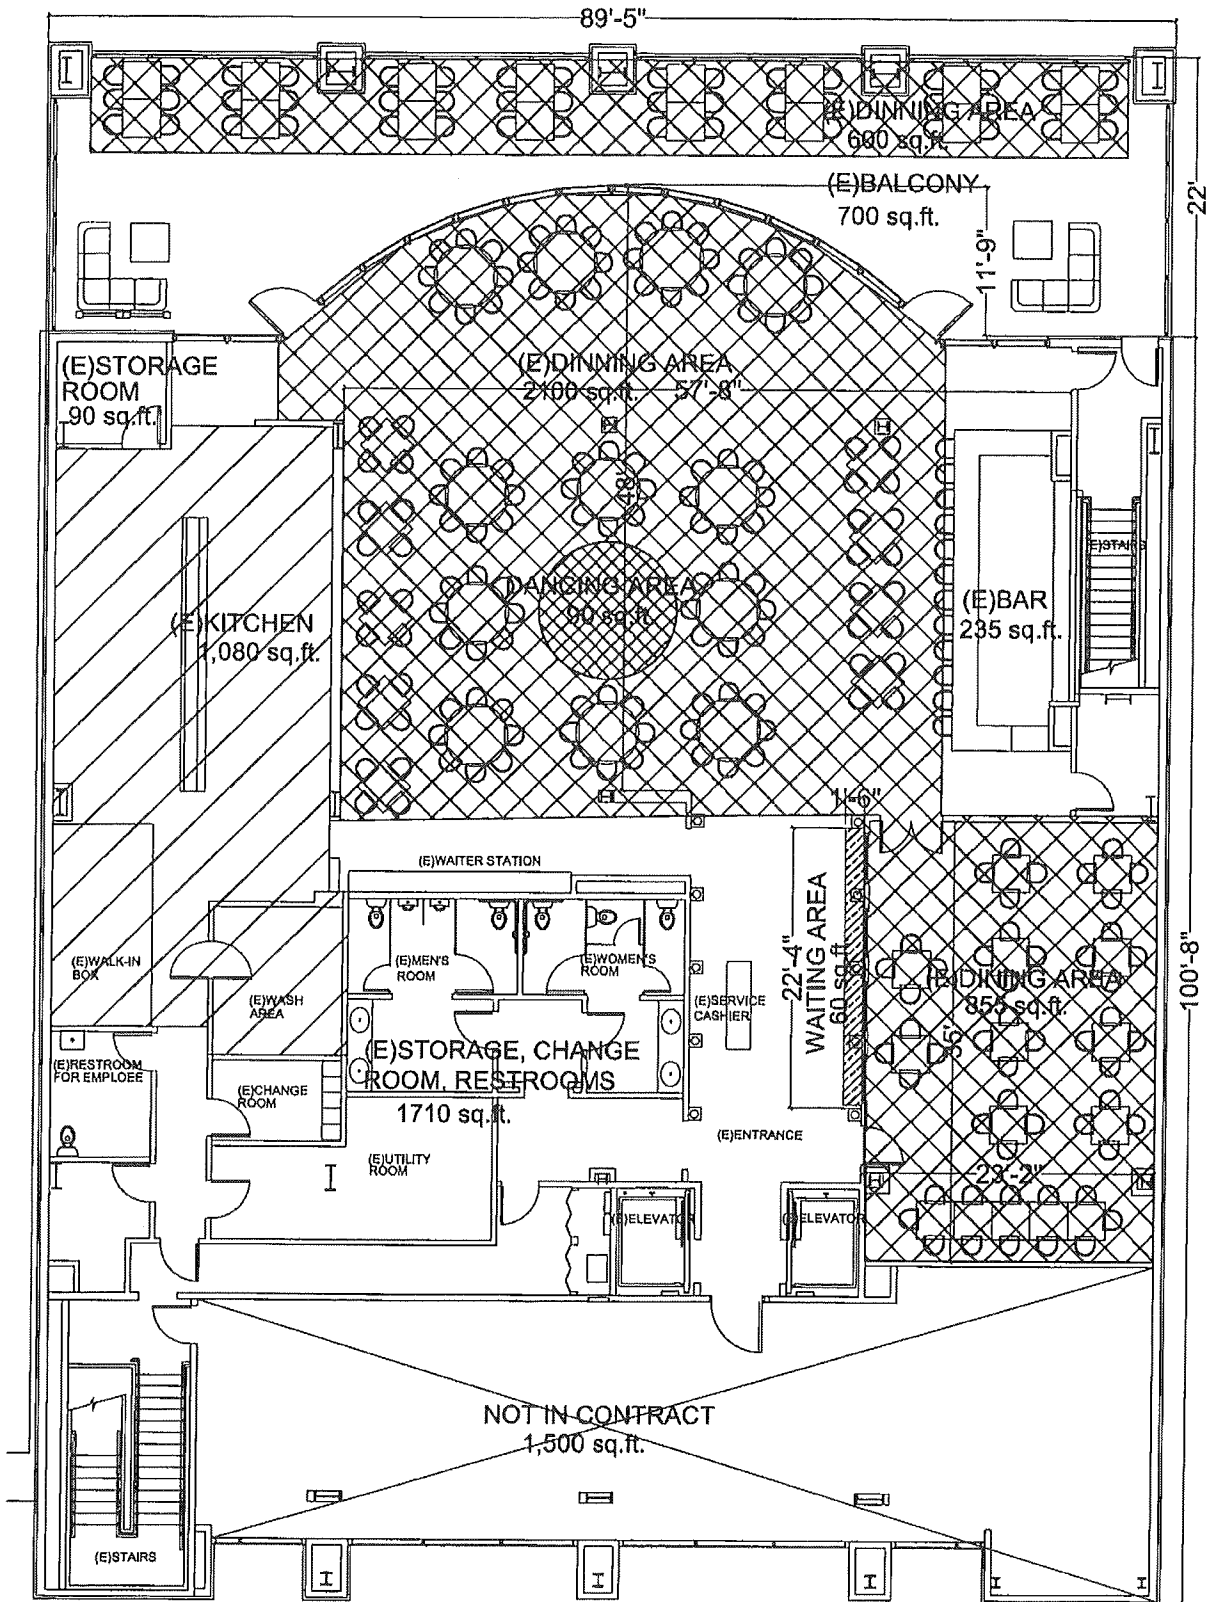 89'-5"
(E)DINNING AREA
600 sq.ft.
(E)BALCONY
700 sq.ft.
22'
11'-9"
(E)STORAGE
ROOM
90 sq.ft.
(E)DINNING AREA
2100 sq.ft.
57'-8"
48'
(E)STAIRS
DANCING AREA
90 sq.ft.
(E)KITCHEN
1,080 sq.ft.
(E)BAR
235 sq.ft.
1'-6"
(E)WAITER STATION
(E)WALK-IN
BOX
(E)WASH
AREA
(E)MEN'S
ROOM
(E)WOMEN'S
ROOM
(E)SERVICE
CASHIER
22'-4"
WAITING AREA
60 sq.ft.
(E)DINING AREA
855 sq.ft.
35'
100'-8"
(E)RESTROOM
FOR EMPLOEE
(E)CHANGE
ROOM
(E)STORAGE, CHANGE
ROOM, RESTROOMS
1710 sq.ft.
(E)UTILITY
ROOM
(E)ENTRANCE
23'-2"
(E)ELEVATOR
(E)ELEVATOR
NOT IN CONTRACT
1,500 sq.ft.
(E)STAIRS